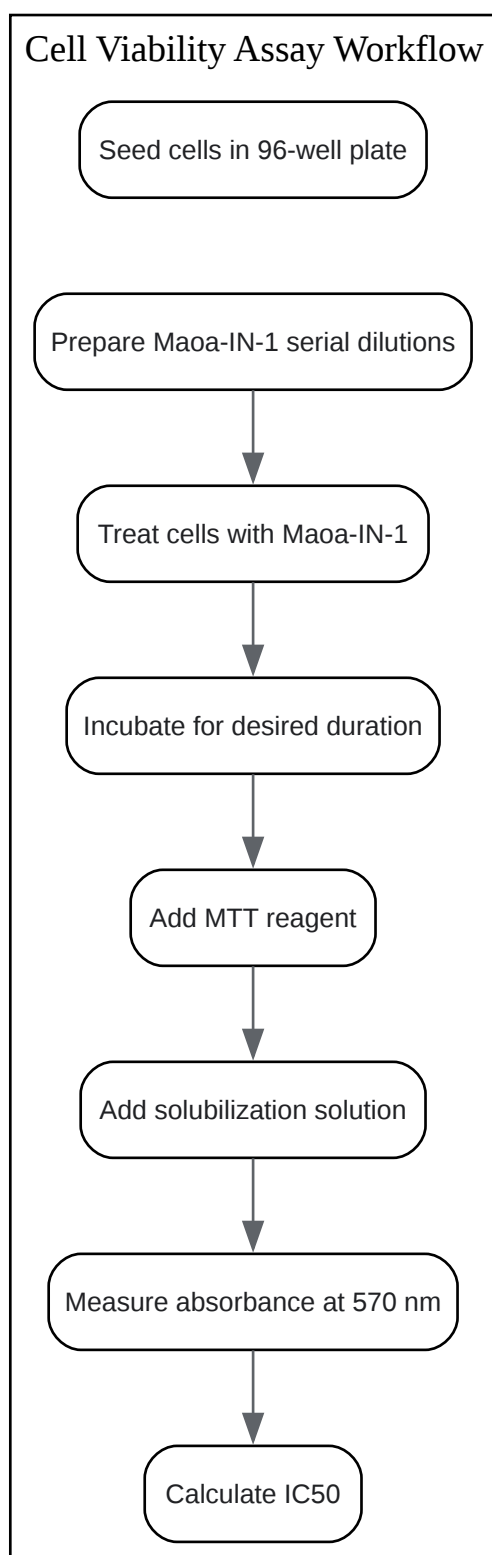 Cell Viability Assay Workflow
Seed cells in 96-well plate
Prepare Maoa-IN-1 serial dilutions
Treat cells with Maoa-IN-1
Incubate for desired duration
Add MTT reagent
Add solubilization solution
Measure absorbance at 570 nm
Calculate IC50